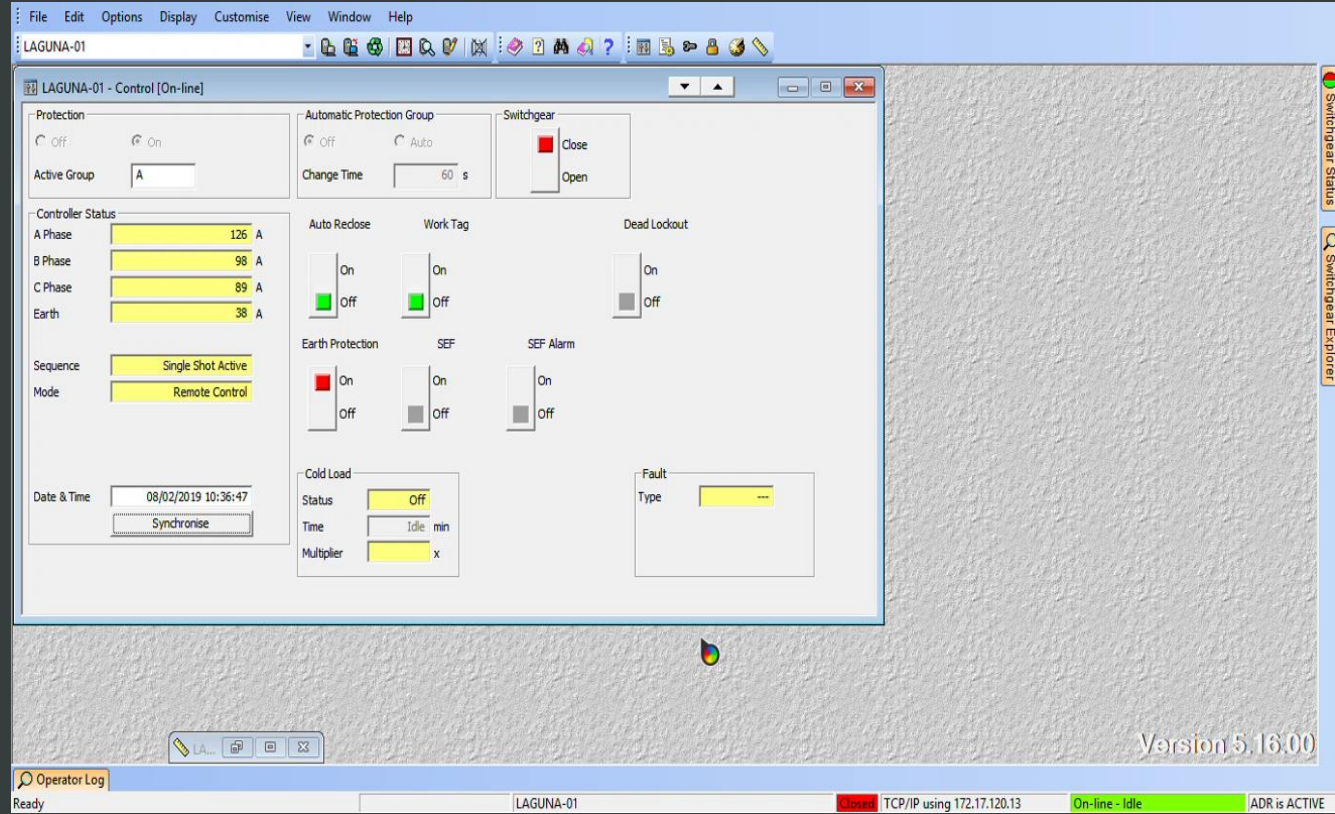 File Edit Options Display Customise View Window Help
LAGUNA-01
LAGUNA-01 - Control [On-line]
Protection
Off On
Active Group A
Automatic Protection Group
Off Auto
Change Time 60 s
Switchgear
Close
Open
Controller Status
A Phase 126 A
B Phase 98 A
C Phase 89 A
Earth 38 A
Sequence Single Shot Active
Mode Remote Control
Date & Time 08/02/2019 10:36:47
Synchronise
Auto Reclose Work Tag Dead Lockout
On On On
Off Off Off
Earth Protection SEF SEF Alarm
On On On
Off Off Off
Cold Load
Status Off
Time Idle min
Multiplier x
Fault
Type ---
Switchgear Status
Switchgear Explorer
LA...
Version 5.16.00
Operator Log
Ready LAGUNA-01 Closed TCP/IP using 172.17.120.13 On-line - Idle ADR is ACTIVE